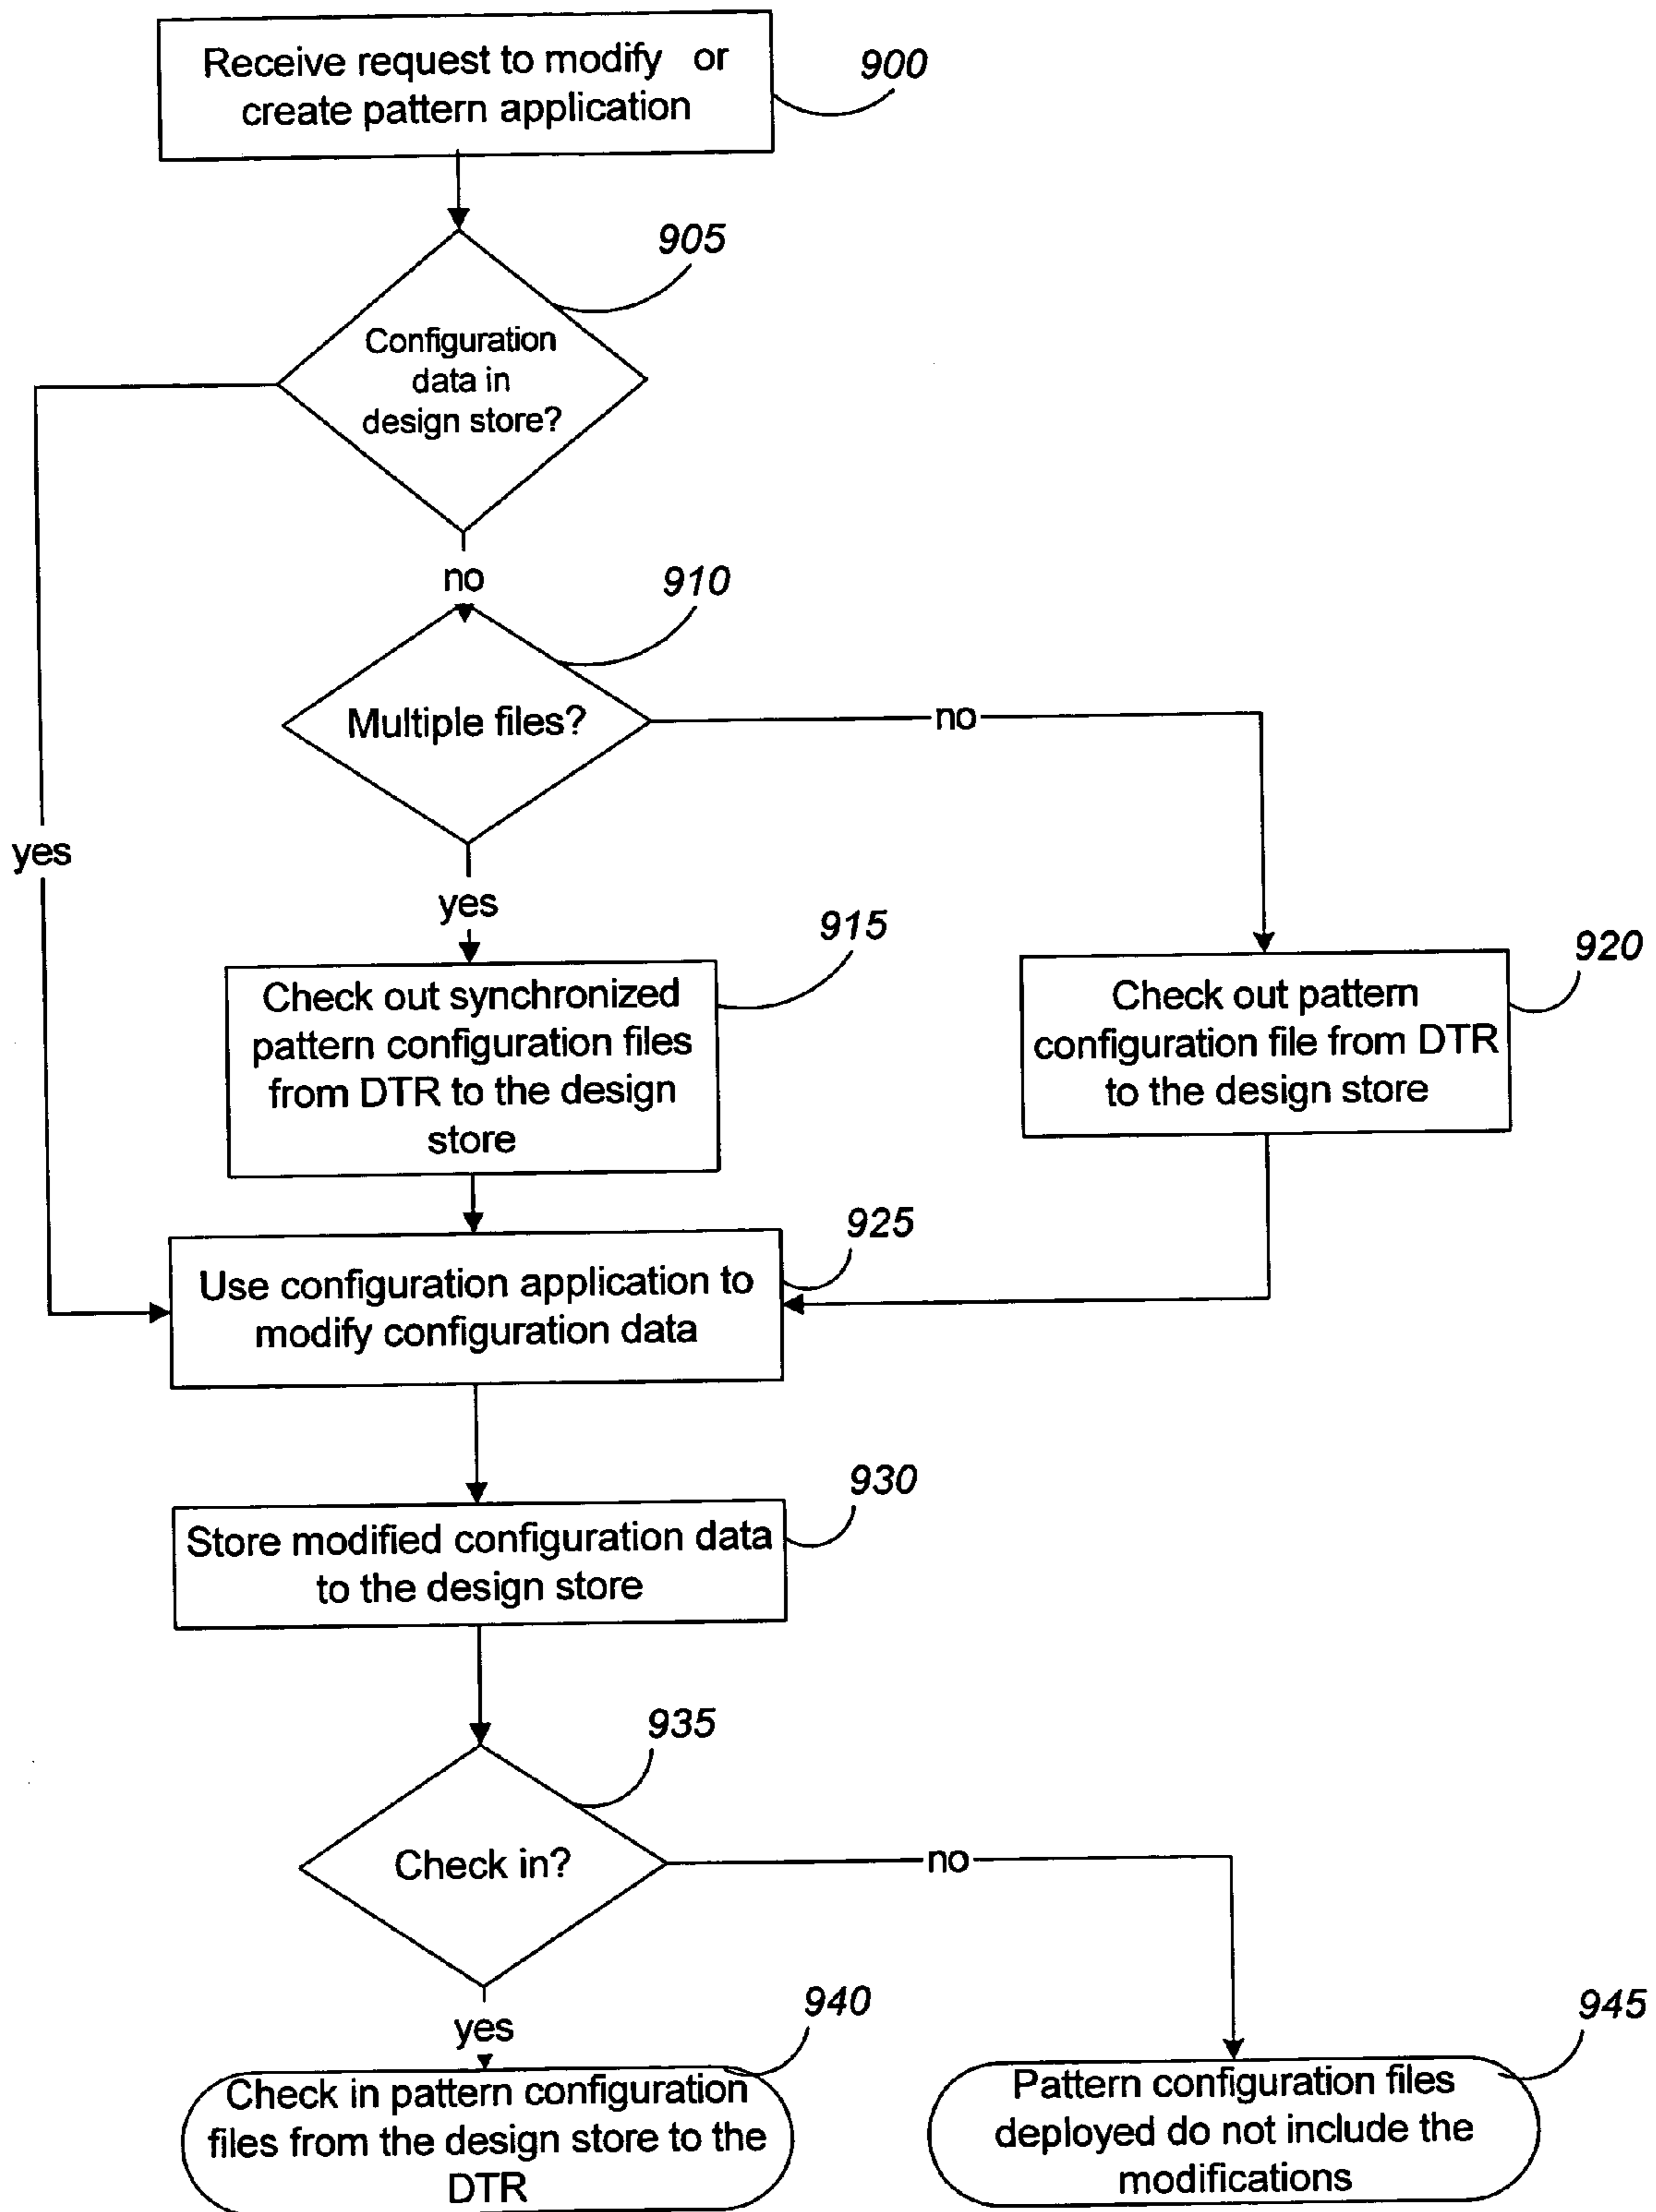 Receive request to modify or
create pattern application
900
905
Configuration
data in
design store?
no
910
Multiple files?
no
yes
yes
915
Check out synchronized
pattern configuration files
from DTR to the design
store
920
Check out pattern
configuration file from DTR
to the design store
925
Use configuration application to
modify configuration data
930
Store modified configuration data
to the design store
935
Check in?
no
yes
940
Check in pattern configuration
files from the design store to the
DTR
945
Pattern configuration files
deployed do not include the
modifications